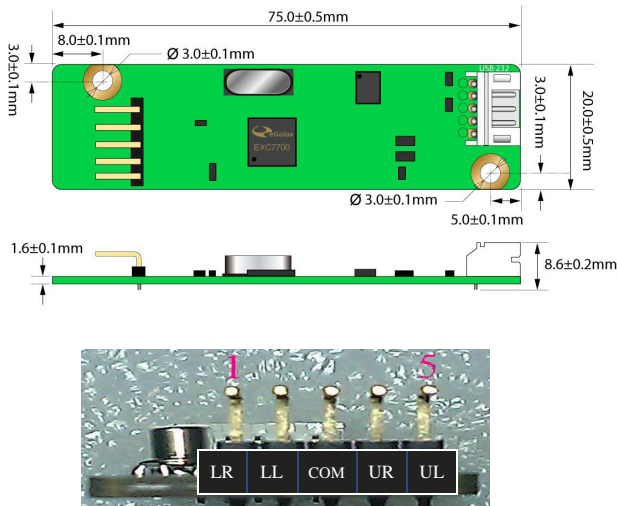 75.0±0.5mm
8.0±0.1mm
Ø 3.0±0.1mm
3.0±0.1mm
USB 232
eGalax
EXC7700
3.0±0.1mm
20.0±0.5mm
Ø 3.0±0.1mm
5.0±0.1mm
1.6±0.1mm
8.6±0.2mm
1 5
LR LL COM UR UL